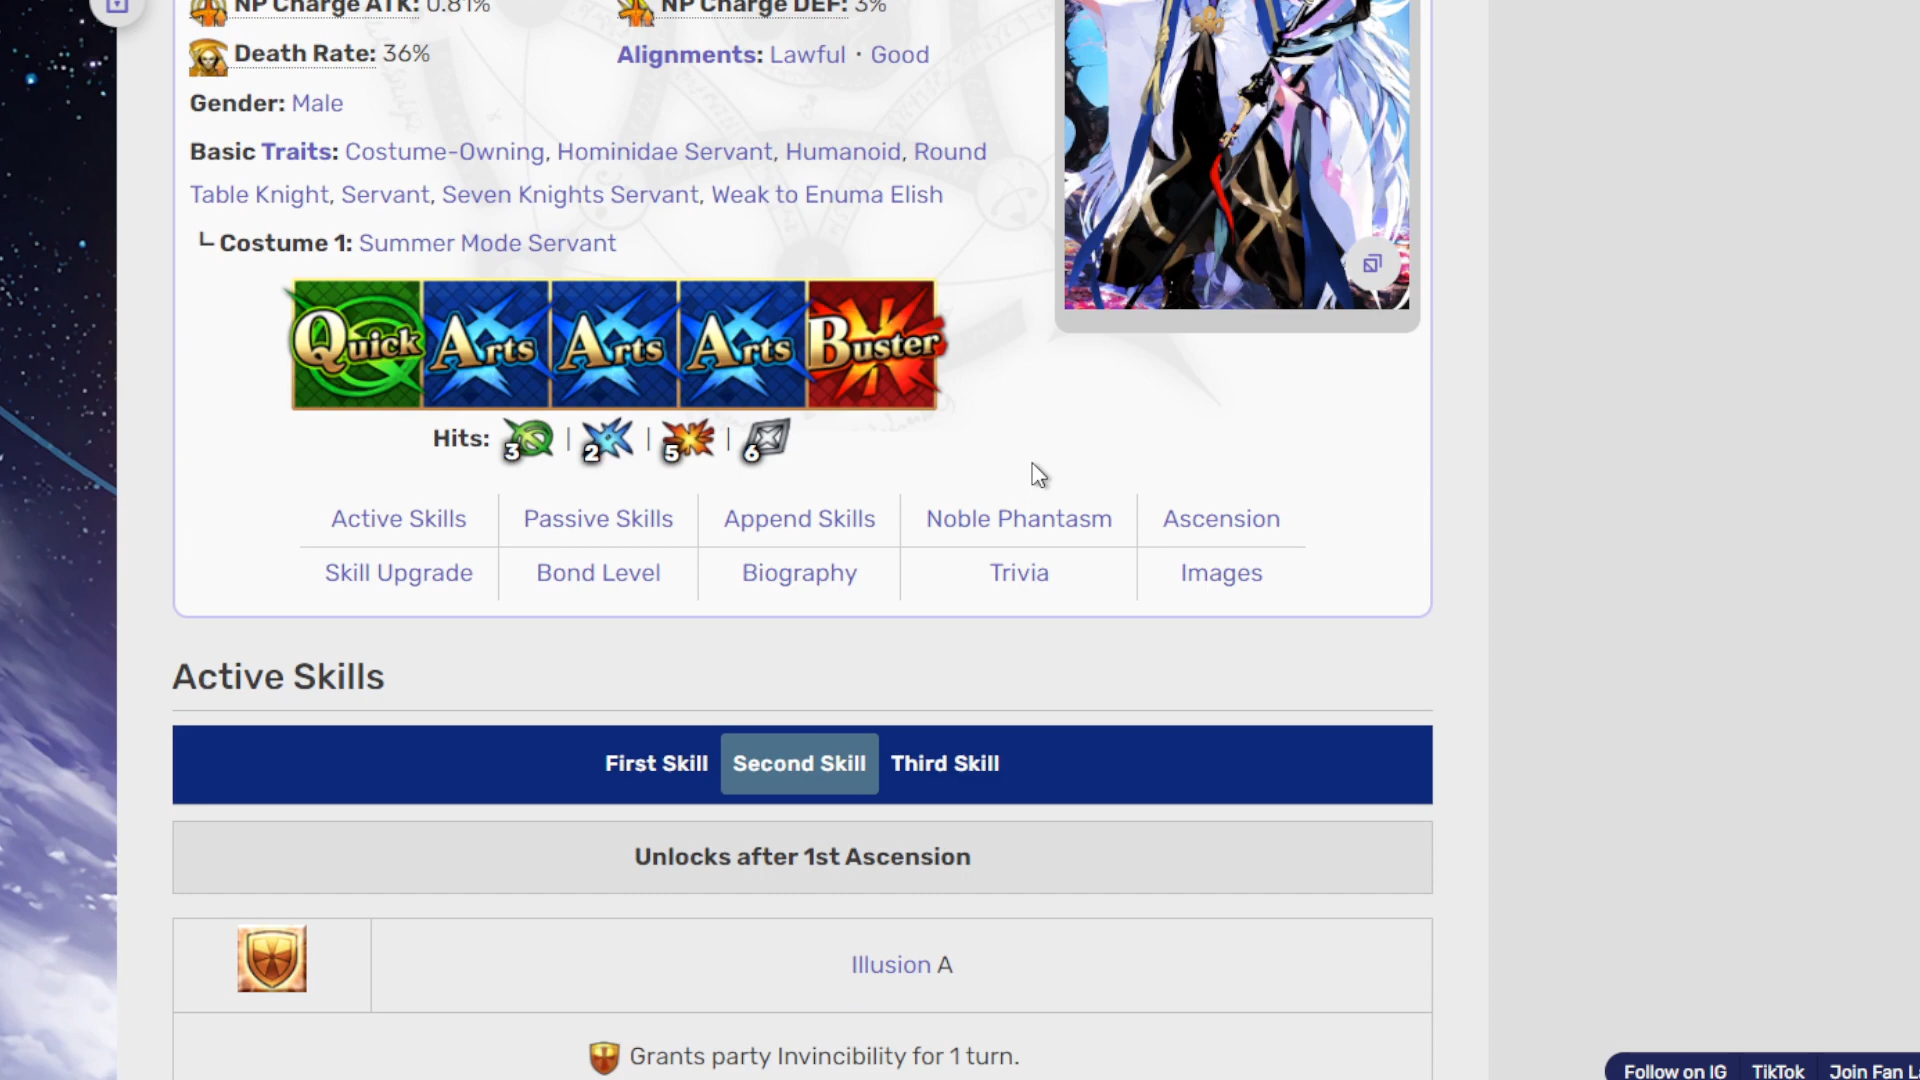 NP Charge ATK: 0.81% NP Charge DEF: 3%
Death Rate: 36% Alignments: Lawful · Good
Gender: Male
Basic Traits: Costume-Owning, Hominidae Servant, Humanoid, Round
Table Knight, Servant, Seven Knights Servant, Weak to Enuma Elish
└ Costume 1: Summer Mode Servant
Quick Arts Arts Arts Buster
Hits: 3 | 2 | 5 | 6
Active Skills Passive Skills Append Skills Noble Phantasm Ascension
Skill Upgrade Bond Level Biography Trivia Images
Active Skills
First Skill Second Skill Third Skill
Unlocks after 1st Ascension
Illusion A
Grants party Invincibility for 1 turn.
Follow on IG TikTok Join Fan